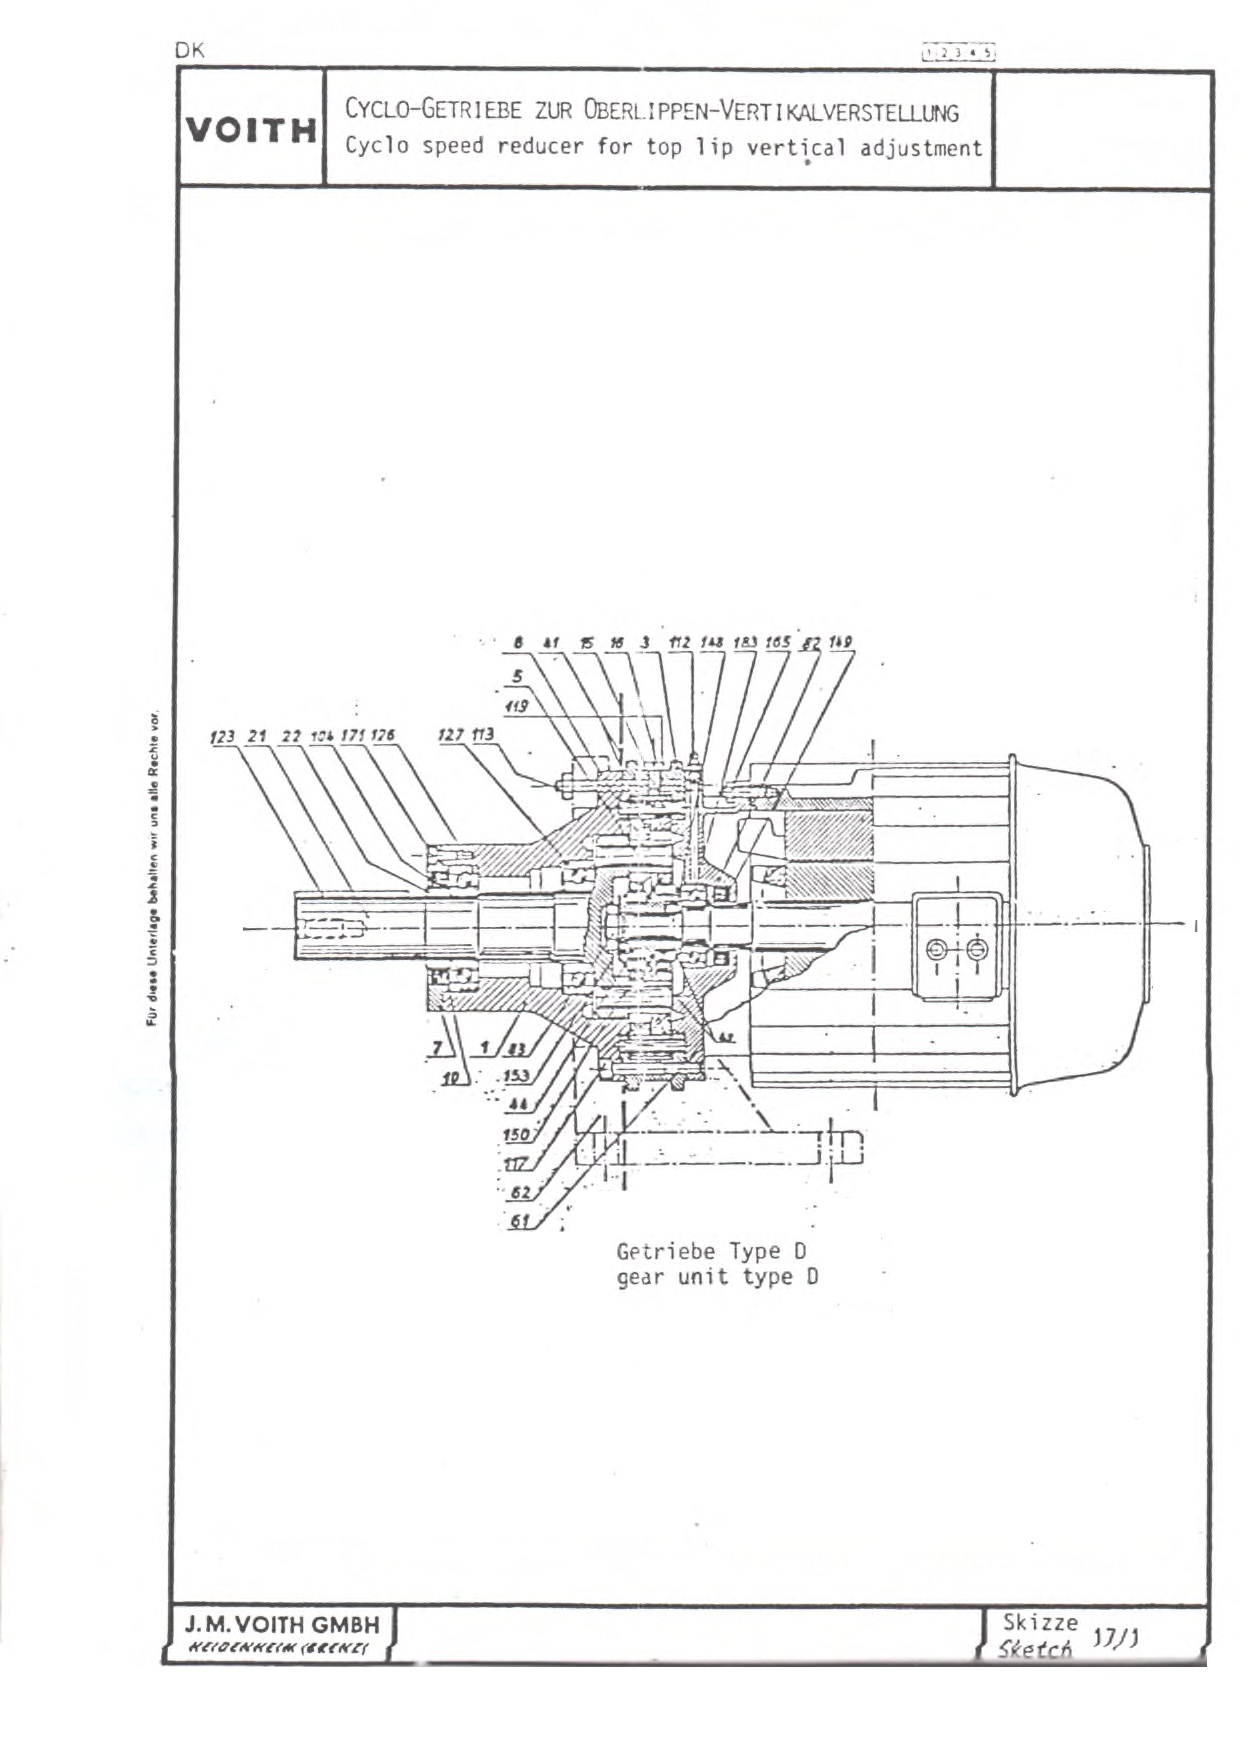 DK
1 2 3 4 5
VOITH
CYCLO-GETRIEBE ZUR OBERLIPPEN-VERTIKALVERSTELLUNG
Cyclo speed reducer for top lip vertical adjustment
6 41 15 16 3 112 148 183 165 82 149
5
119
123 21 22 104 171 126 127 113
7 1 83
10 153
44
150
117
62
61
Getriebe Type D
gear unit type D
Für diese Unterlage behalten wir uns alle Rechte vor.
J.M. VOITH GMBH
HEIDENHEIM (BRENZ)
Skizze
Sketch 17/1